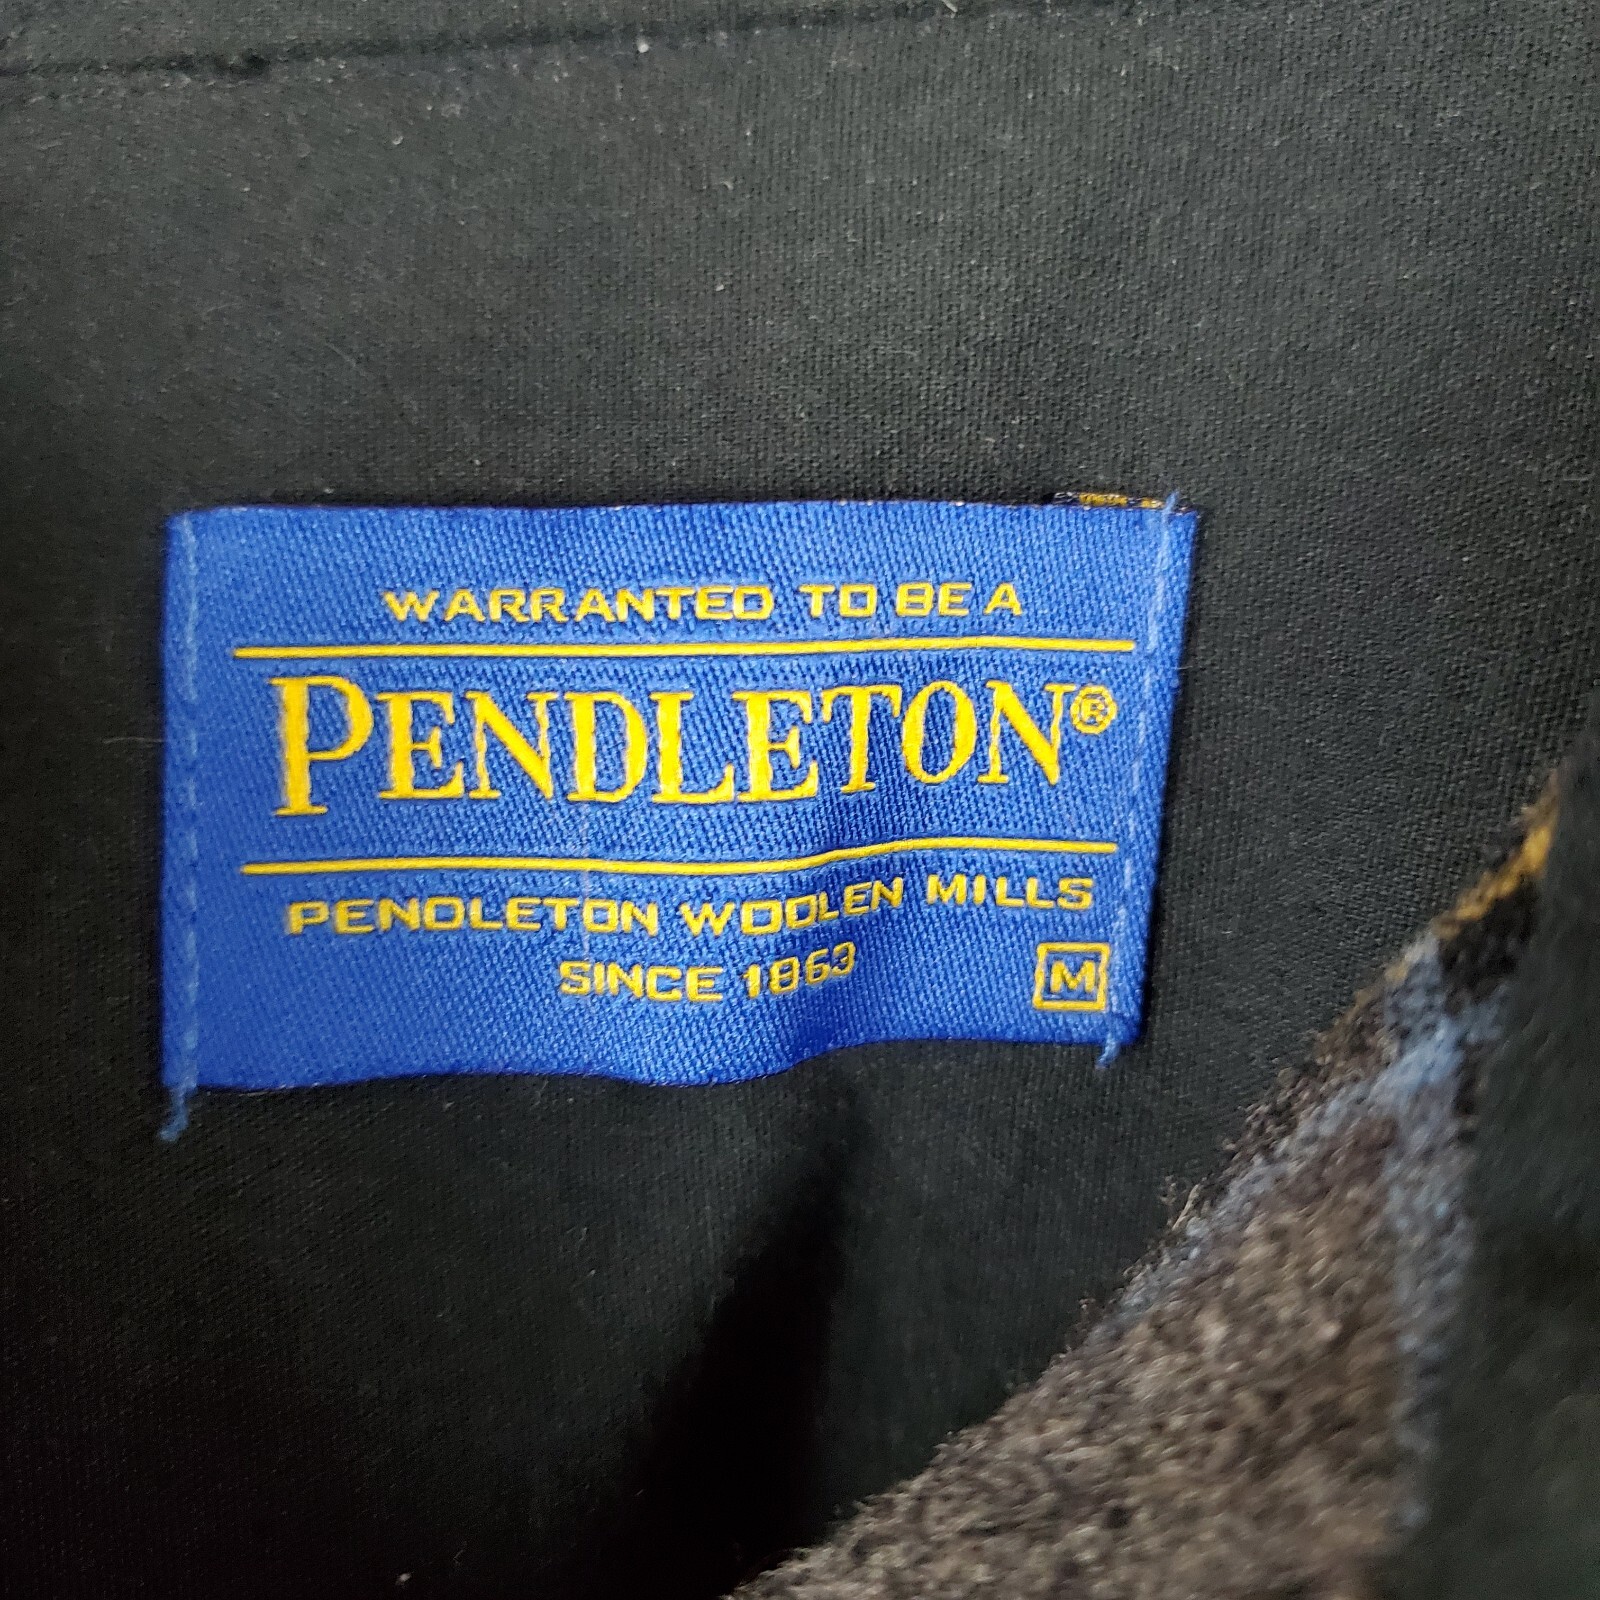 WARRANTED TO BE A
PENDLETON®
PENDLETON WOOLEN MILLS
SINCE 1863
M